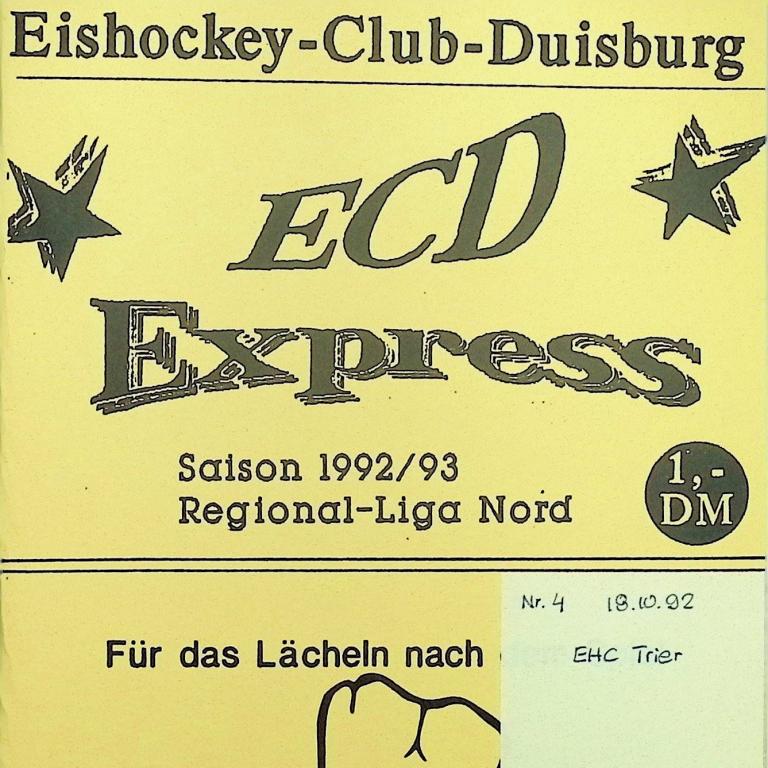 Eishockey-Club-Duisburg
ECD
Express
Saison 1992/93
Regional-Liga Nord
1,-
DM
Nr. 4 18.10.92
Für das Lächeln nach
EHC Trier